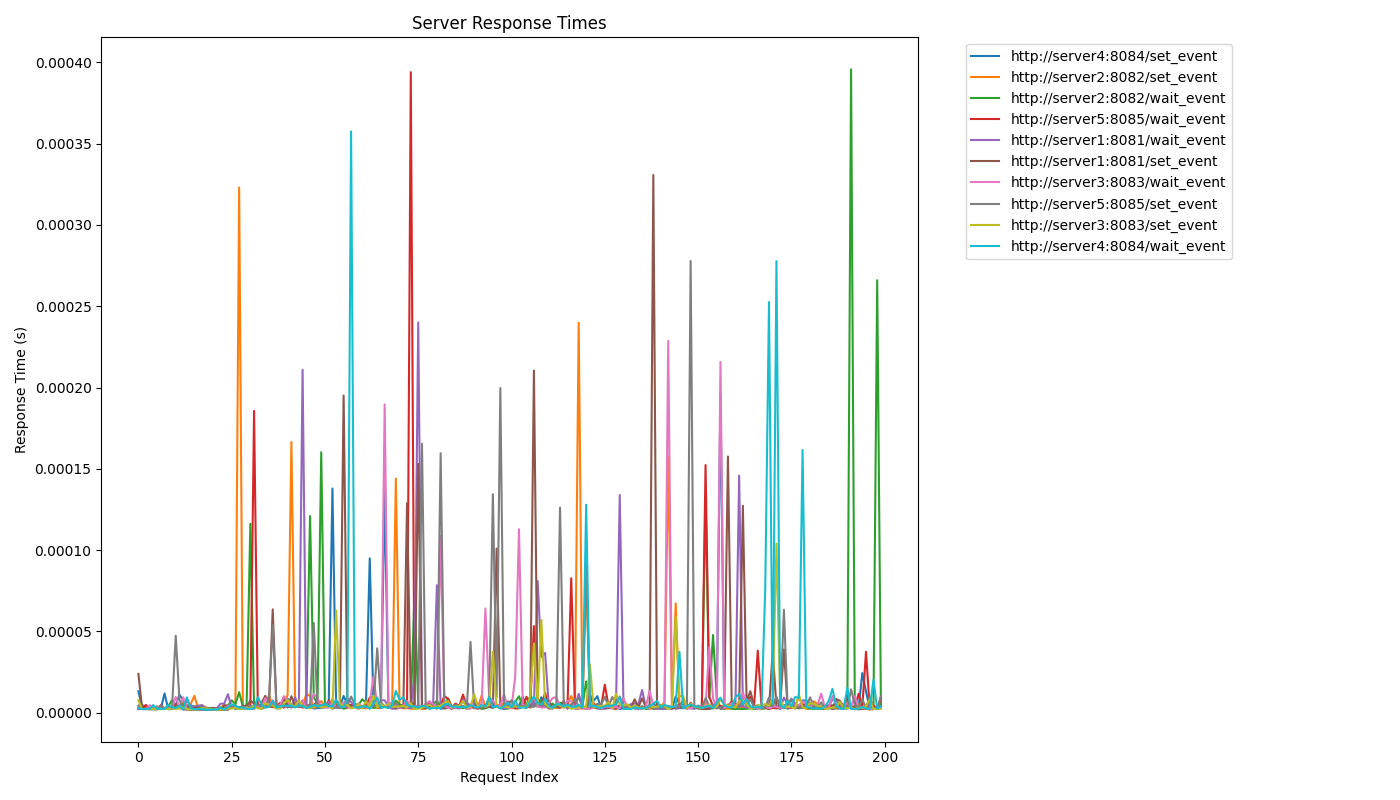 Server Response Times
0.00040
0.00035
0.00030
0.00025
0.00020
0.00015
0.00010
0.00005
0.00000
Response Time (s)
0 25 50 75 100 125 150 175 200
Request Index
http://server4:8084/set_event
http://server2:8082/set_event
http://server2:8082/wait_event
http://server5:8085/wait_event
http://server1:8081/wait_event
http://server1:8081/set_event
http://server3:8083/wait_event
http://server5:8085/set_event
http://server3:8083/set_event
http://server4:8084/wait_event